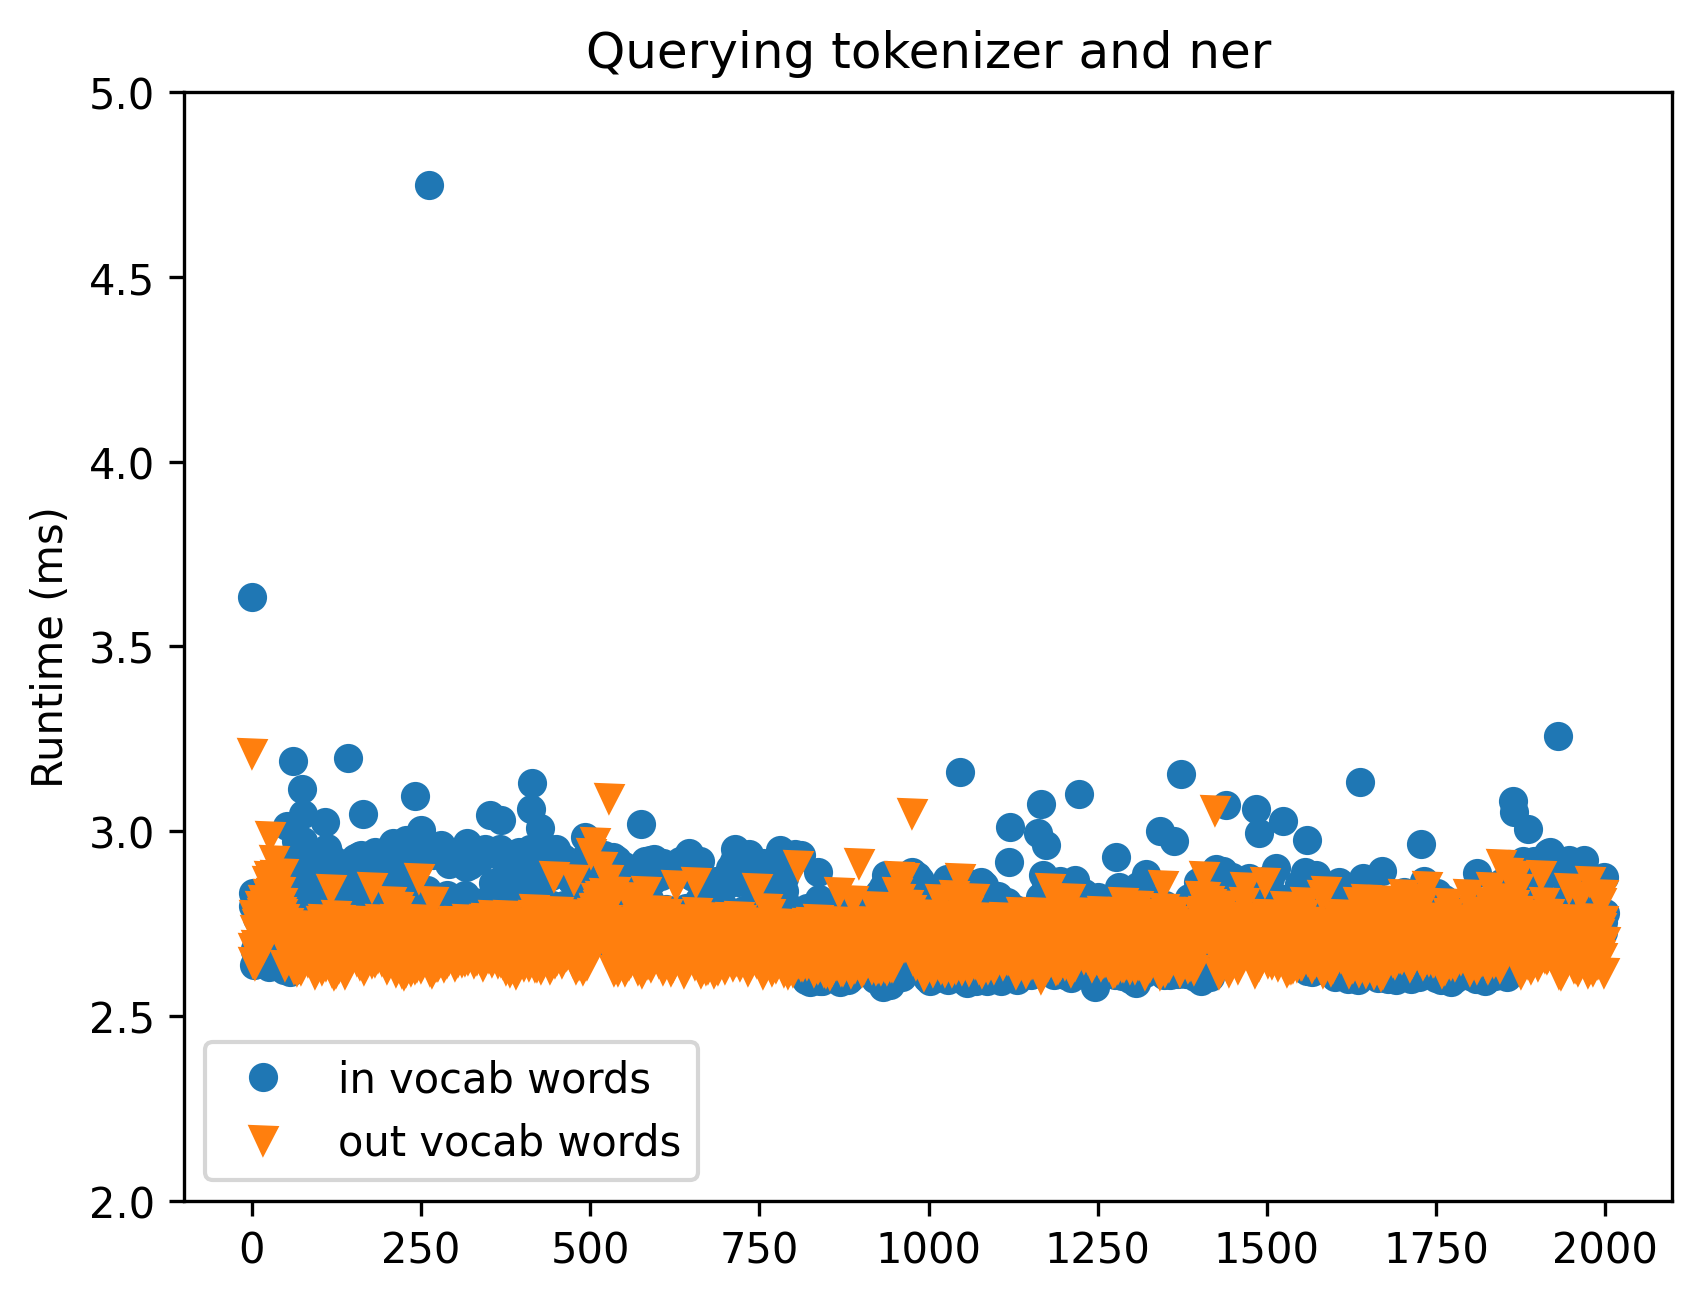 Querying tokenizer and ner
5.0
4.5
4.0
3.5
3.0
2.5
2.0
Runtime (ms)
in vocab words
out vocab words
0 250 500 750 1000 1250 1500 1750 2000